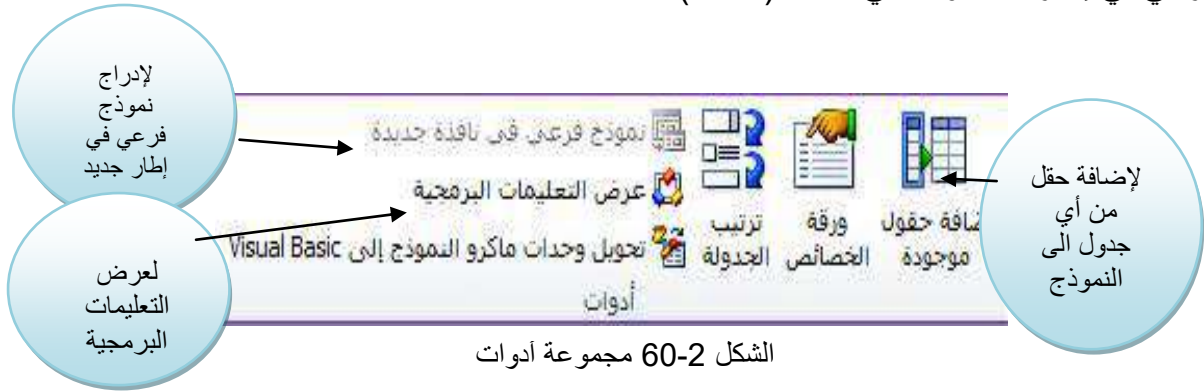 لإدراج
نموذج
فرعي في
إطار جديد
لعرض
التعليمات
البرمجية
نموذج فرعي في نافذة جديدة
عرض التعليمات البرمجية
تحويل وحدات ماكرو النموذج إلى Visual Basic
ترتيب
الجدولة
ورقة
الخصائص
ضافة حقول
موجودة
أدوات
لإضافة حقل
من أي
جدول الى
النموذج
الشكل 2-60 مجموعة أدوات